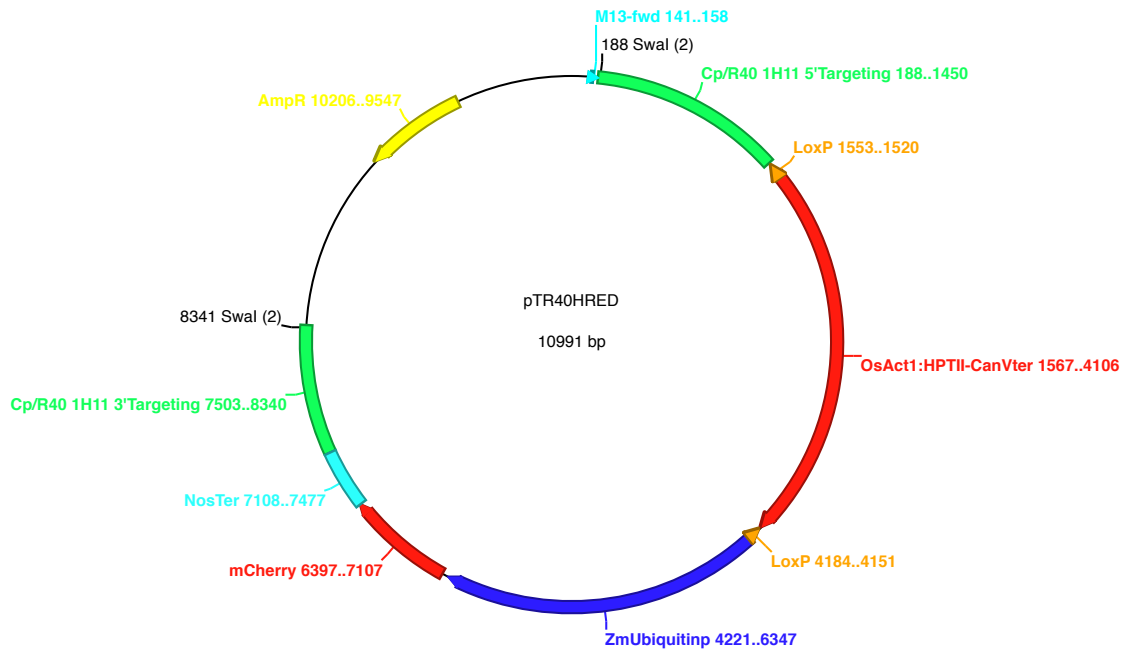 M13-fwd 141..158
188 SwaI (2)
Cp/R40 1H11 5'Targeting 188..1450
AmpR 10206..9547
LoxP 1553..1520
pTR40HRED
10991 bp
8341 SwaI (2)
OsAct1:HPTII-CanVter 1567..4106
Cp/R40 1H11 3'Targeting 7503..8340
NosTer 7108..7477
LoxP 4184..4151
mCherry 6397..7107
ZmUbiquitinp 4221..6347